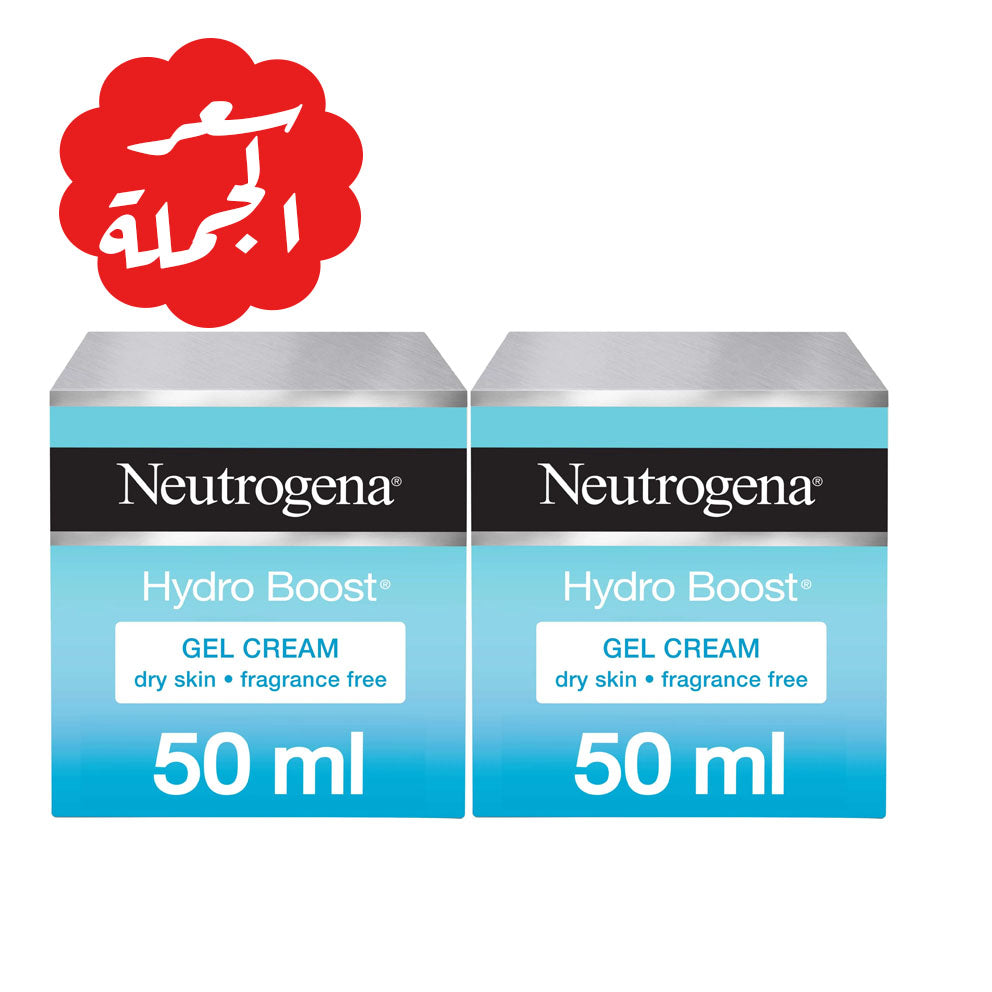 سعر
الجملة
Neutrogena®
Hydro Boost®
GEL CREAM
dry skin • fragrance free
50 ml
Neutrogena®
Hydro Boost®
GEL CREAM
dry skin • fragrance free
50 ml